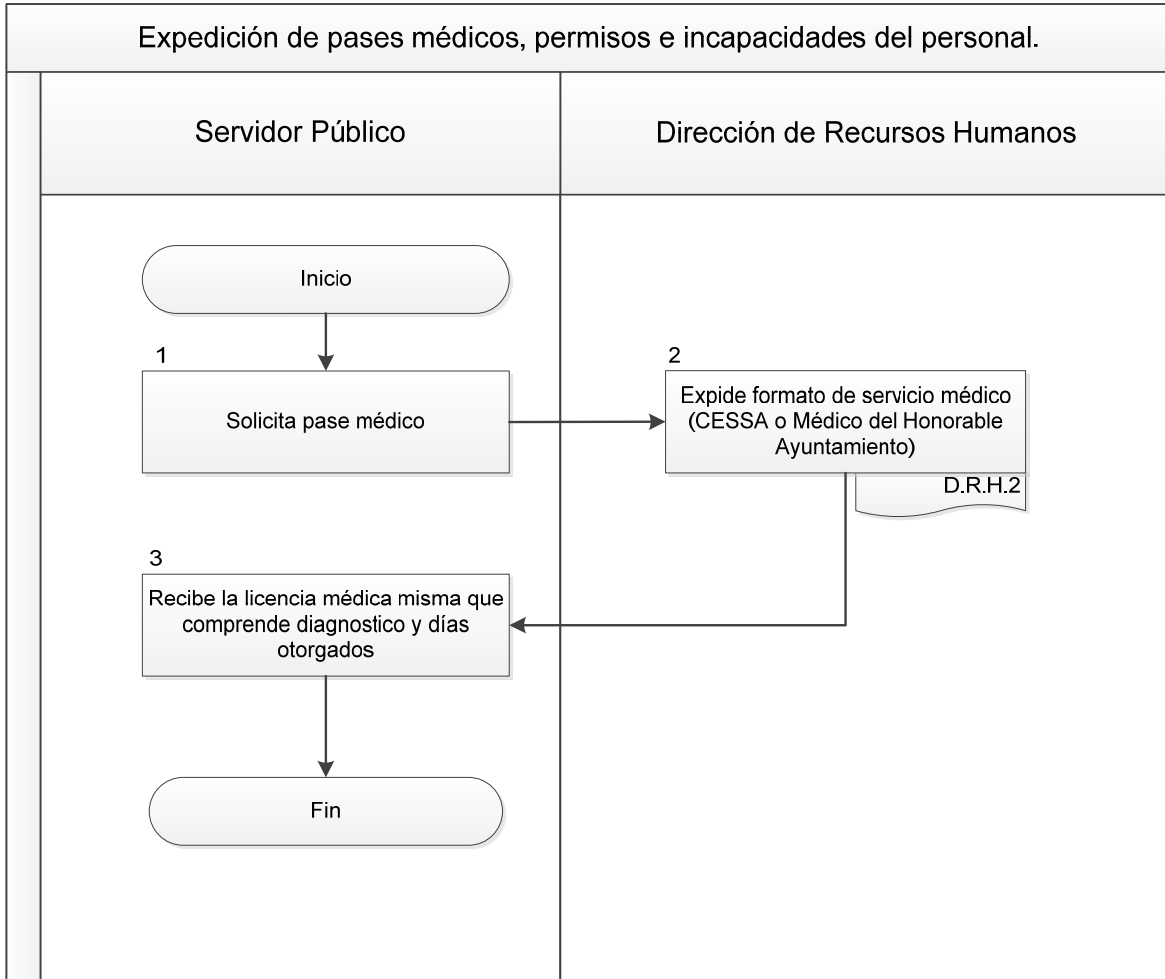 Expedición de pases médicos, permisos e incapacidades del personal.
Servidor Público
Dirección de Recursos Humanos
Inicio
1
Solicita pase médico
2
Expide formato de servicio médico
(CESSA o Médico del Honorable
Ayuntamiento)
D.R.H.2
3
Recibe la licencia médica misma que
comprende diagnostico y días
otorgados
Fin